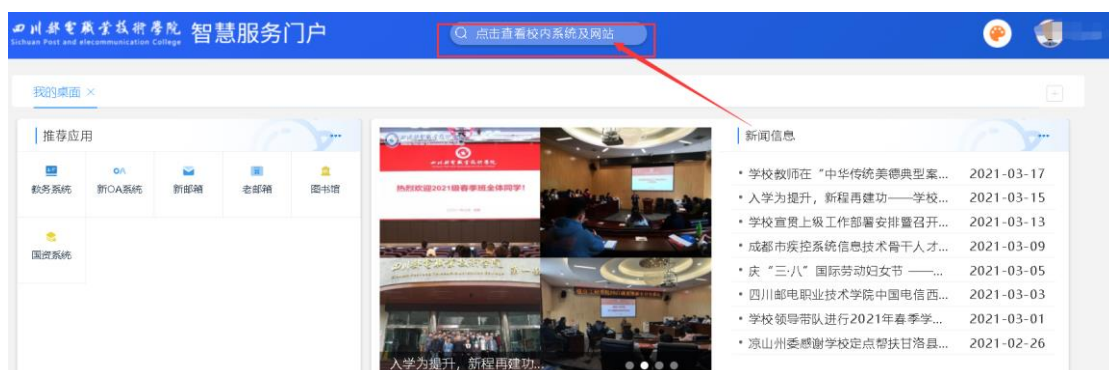 四川邮电职业技术学院 智慧服务门户
Sichuan Post and elecommunication College
点击查看校内系统及网站
我的桌面 ×
推荐应用
教务系统 新OA系统 新邮箱 老邮箱 图书馆
国资系统
热烈欢迎2021级春季班全体同学!
入学为提升，新程再建功...
新闻信息
• 学校教师在“中华传统美德典型案... 2021-03-17
• 入学为提升，新程再建功——学校... 2021-03-15
• 学校宣贯上级工作部署安排暨召开... 2021-03-13
• 成都市疾控系统信息技术骨干人才... 2021-03-09
• 庆“三·八”国际劳动妇女节 ——... 2021-03-05
• 四川邮电职业技术学院中国电信西... 2021-03-03
• 学校领导带队进行2021年春季学... 2021-03-01
• 凉山州委感谢学校定点帮扶甘洛县... 2021-02-26